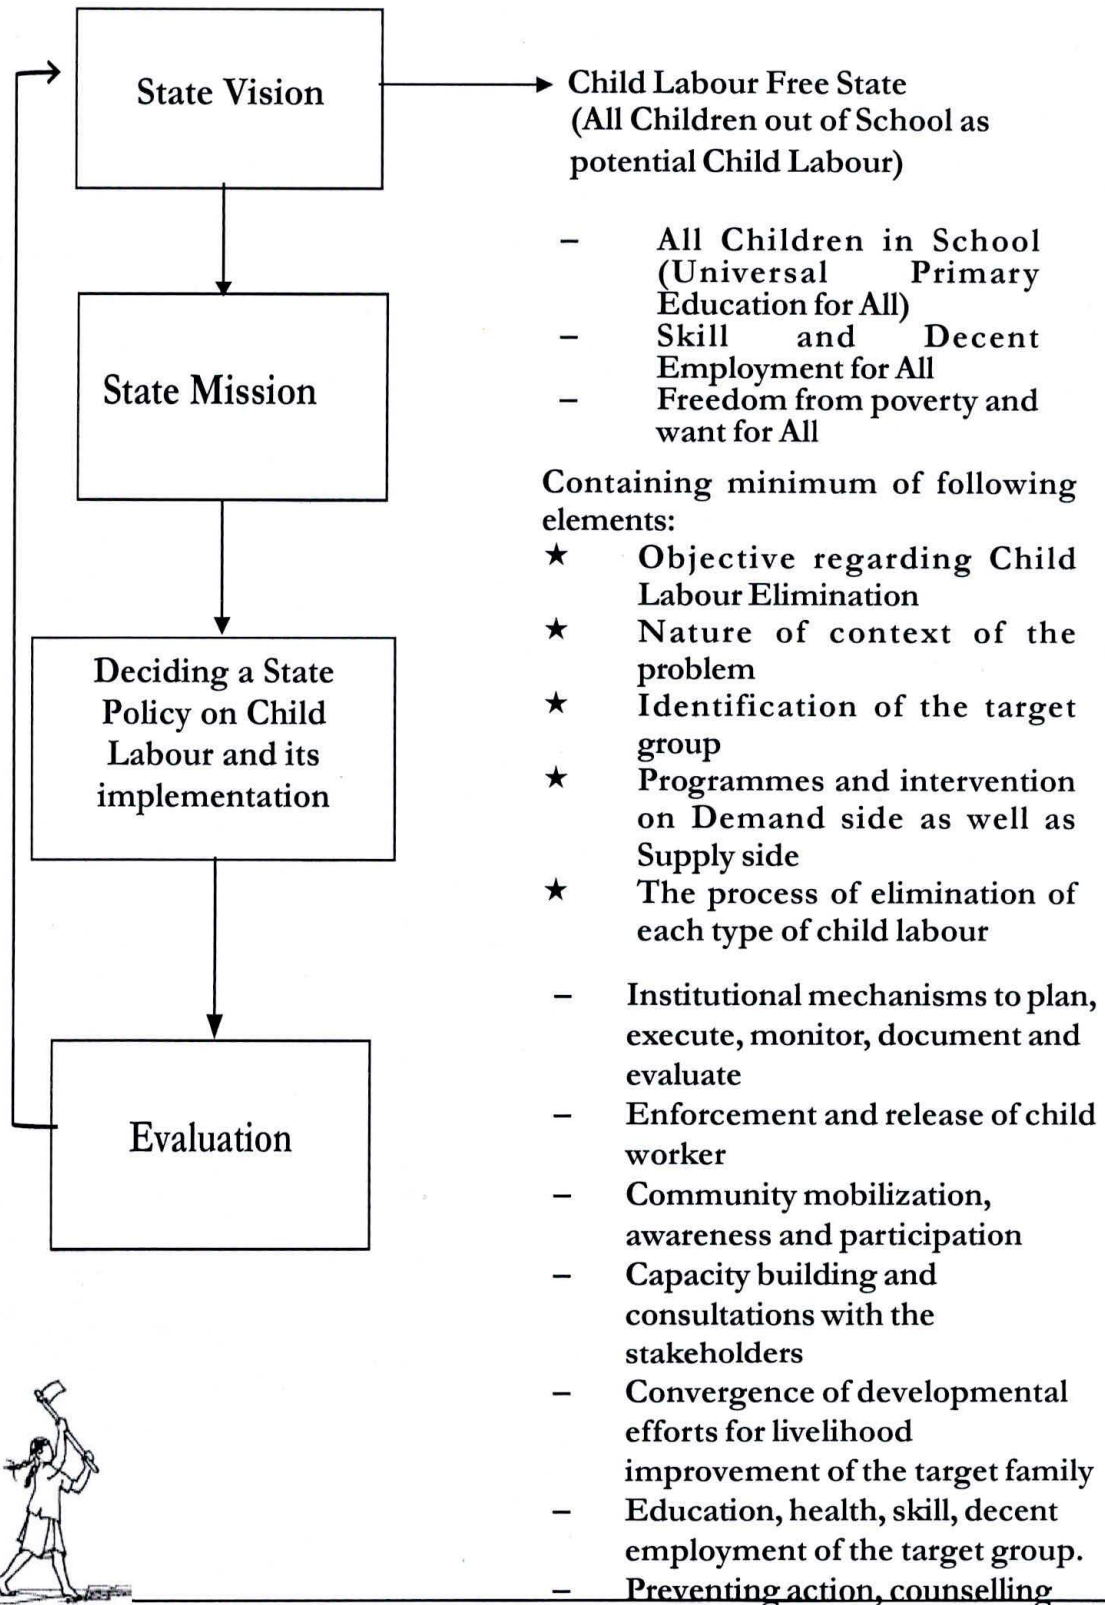 State Vision
Child Labour Free State
(All Children out of School as
potential Child Labour)
– All Children in School
(Universal Primary
Education for All)
– Skill and Decent
Employment for All
– Freedom from poverty and
want for All
State Mission
Containing minimum of following
elements:
★ Objective regarding Child
Labour Elimination
★ Nature of context of the
problem
★ Identification of the target
group
★ Programmes and intervention
on Demand side as well as
Supply side
★ The process of elimination of
each type of child labour
Deciding a State
Policy on Child
Labour and its
implementation
– Institutional mechanisms to plan,
execute, monitor, document and
evaluate
– Enforcement and release of child
worker
– Community mobilization,
awareness and participation
– Capacity building and
consultations with the
stakeholders
– Convergence of developmental
efforts for livelihood
improvement of the target family
– Education, health, skill, decent
employment of the target group.
– Preventing action, counselling
Evaluation